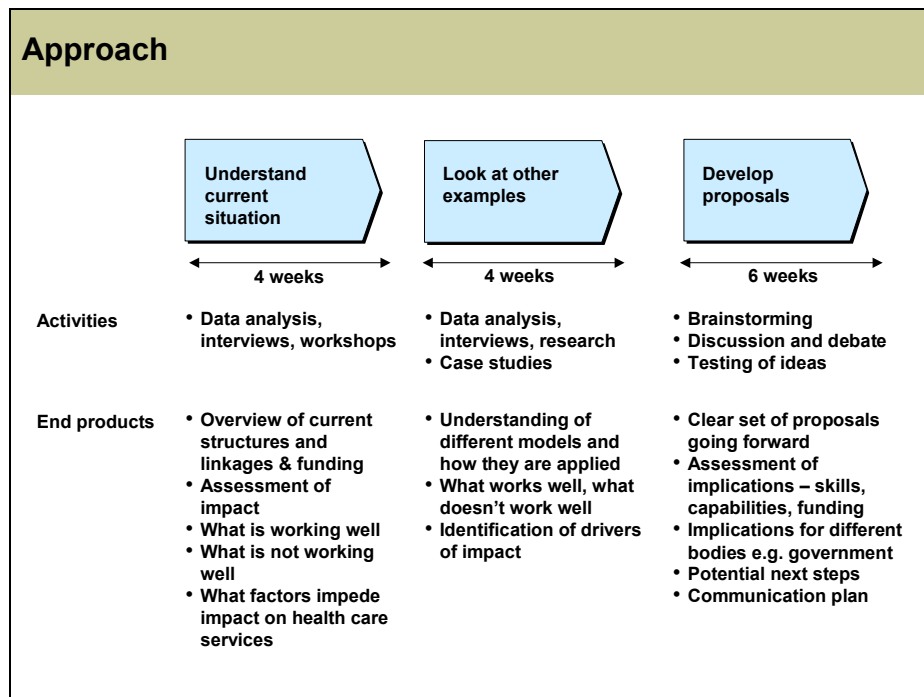 Approach
Understand
current
situation
Look at other
examples
Develop
proposals
4 weeks
4 weeks
6 weeks
Activities
• Data analysis,
interviews, workshops
• Data analysis,
interviews, research
• Case studies
• Brainstorming
• Discussion and debate
• Testing of ideas
End products
• Overview of current
structures and
linkages & funding
• Assessment of
impact
• What is working well
• What is not working
well
• What factors impede
impact on health care
services
• Understanding of
different models and
how they are applied
• What works well, what
doesn’t work well
• Identification of drivers
of impact
• Clear set of proposals
going forward
• Assessment of
implications – skills,
capabilities, funding
• Implications for different
bodies e.g. government
• Potential next steps
• Communication plan